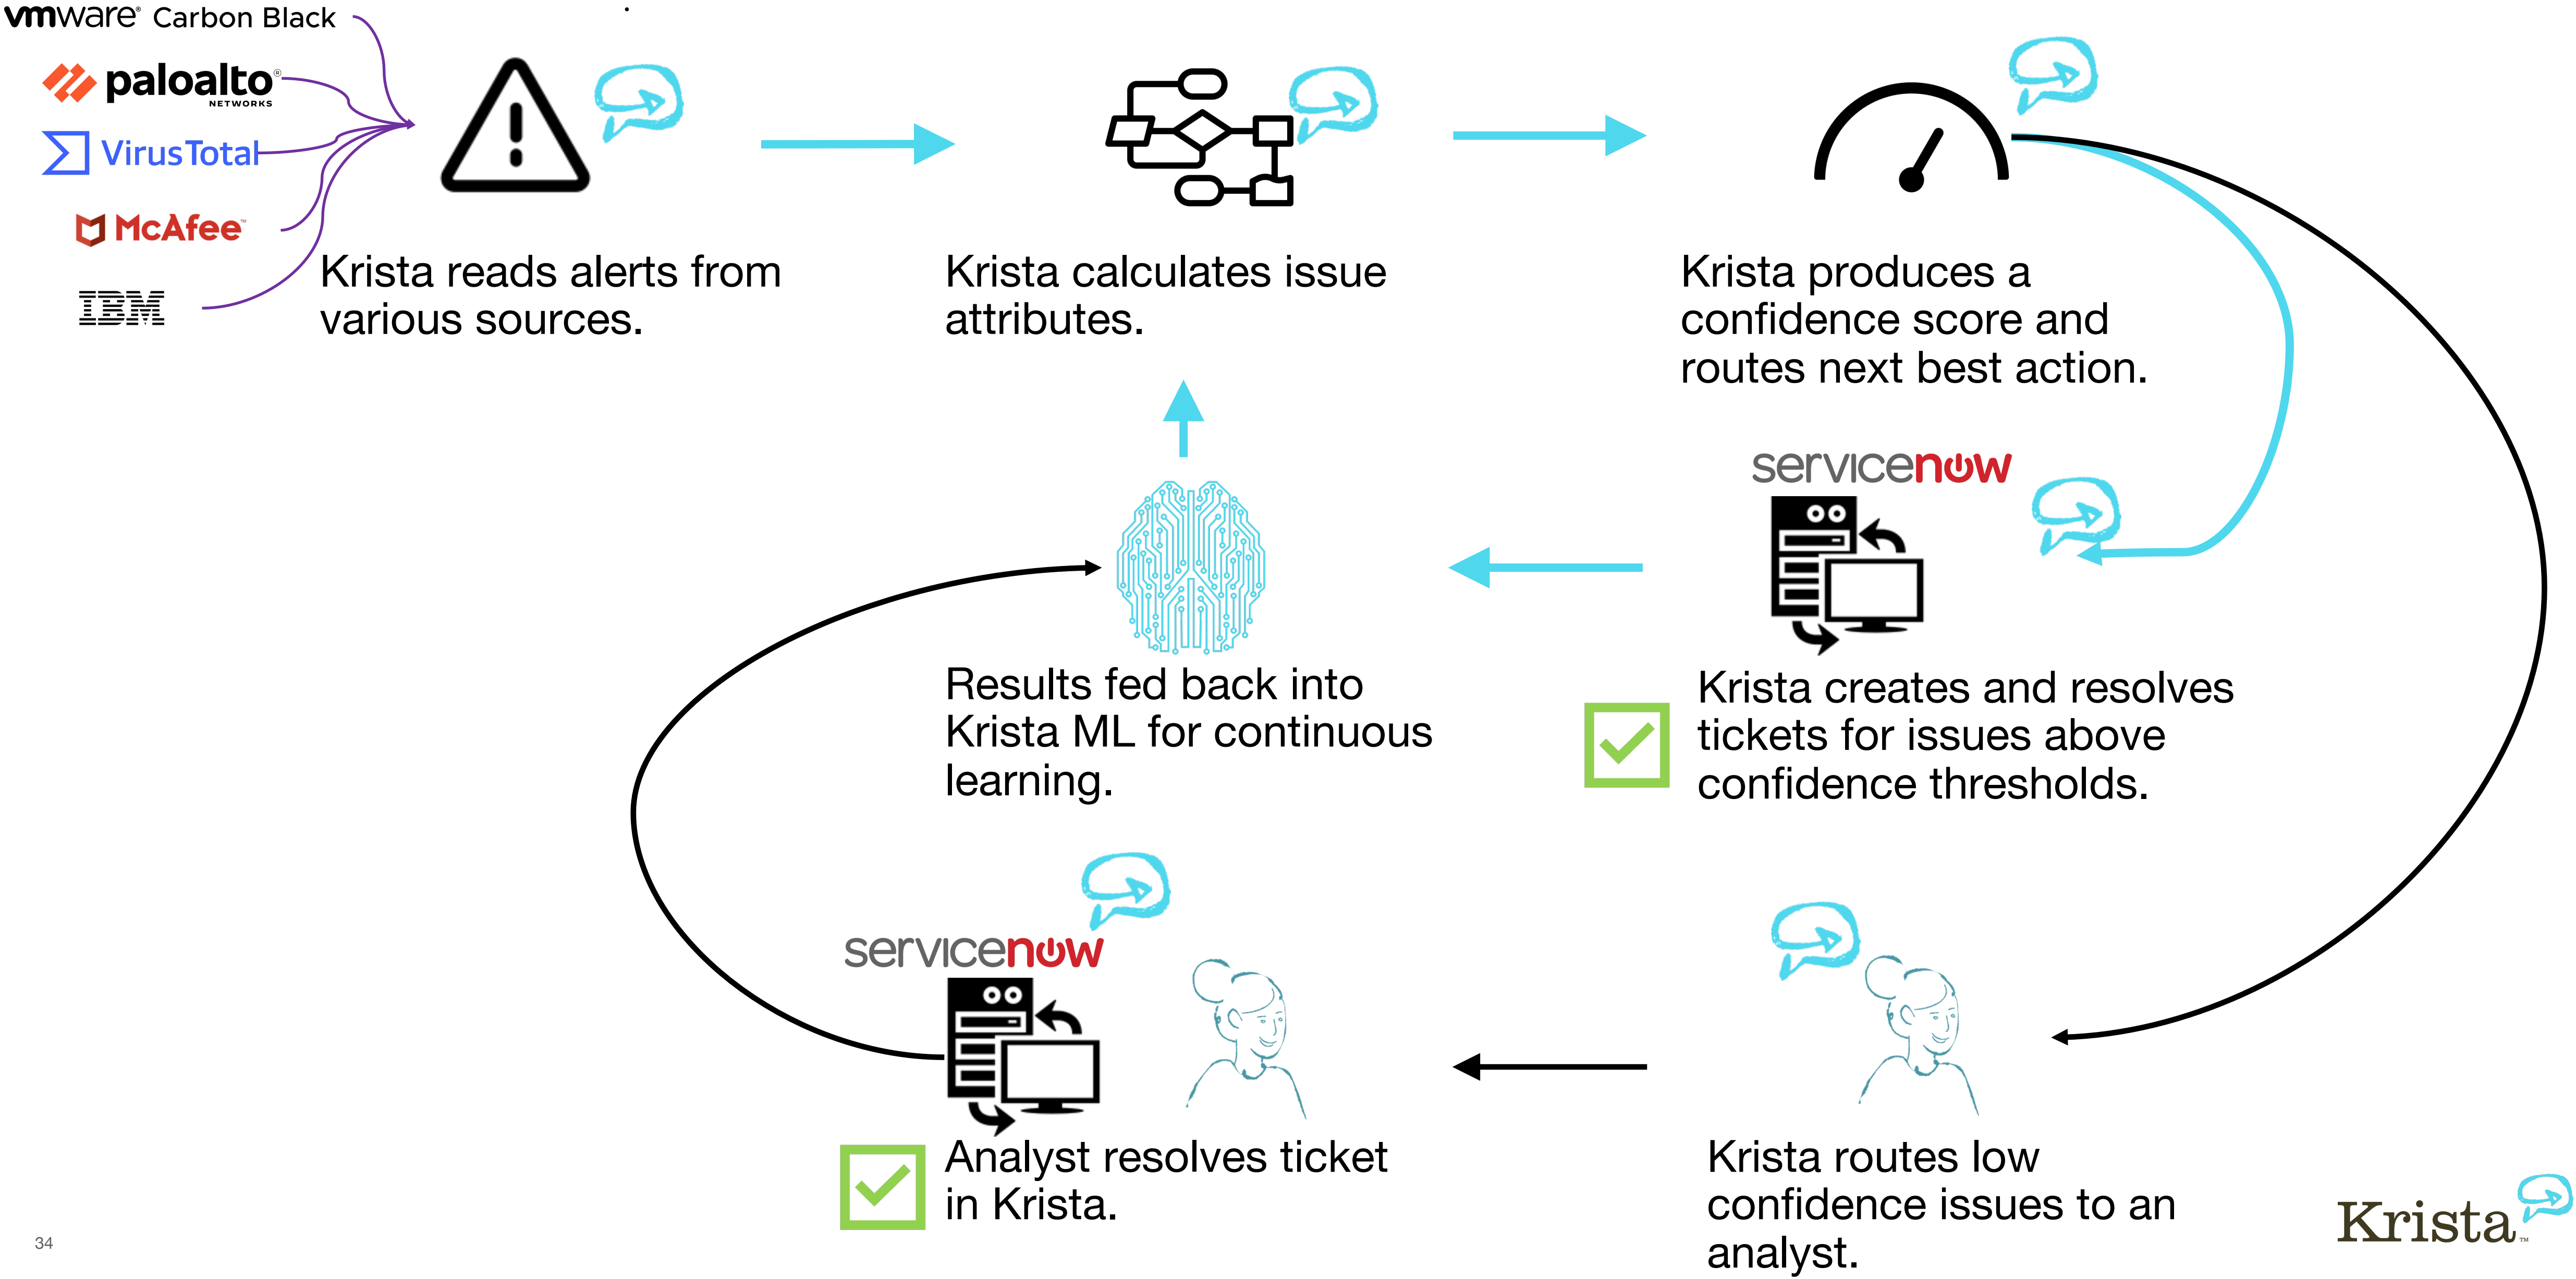 vmware® Carbon Black
paloalto®
NETWORKS
VirusTotal
McAfee™
IBM
Krista reads alerts from
various sources.
Krista calculates issue
attributes.
Krista produces a
confidence score and
routes next best action.
servicenow
Krista creates and resolves
tickets for issues above
confidence thresholds.
Results fed back into
Krista ML for continuous
learning.
servicenow
Analyst resolves ticket
in Krista.
Krista routes low
confidence issues to an
analyst.
Krista™
34